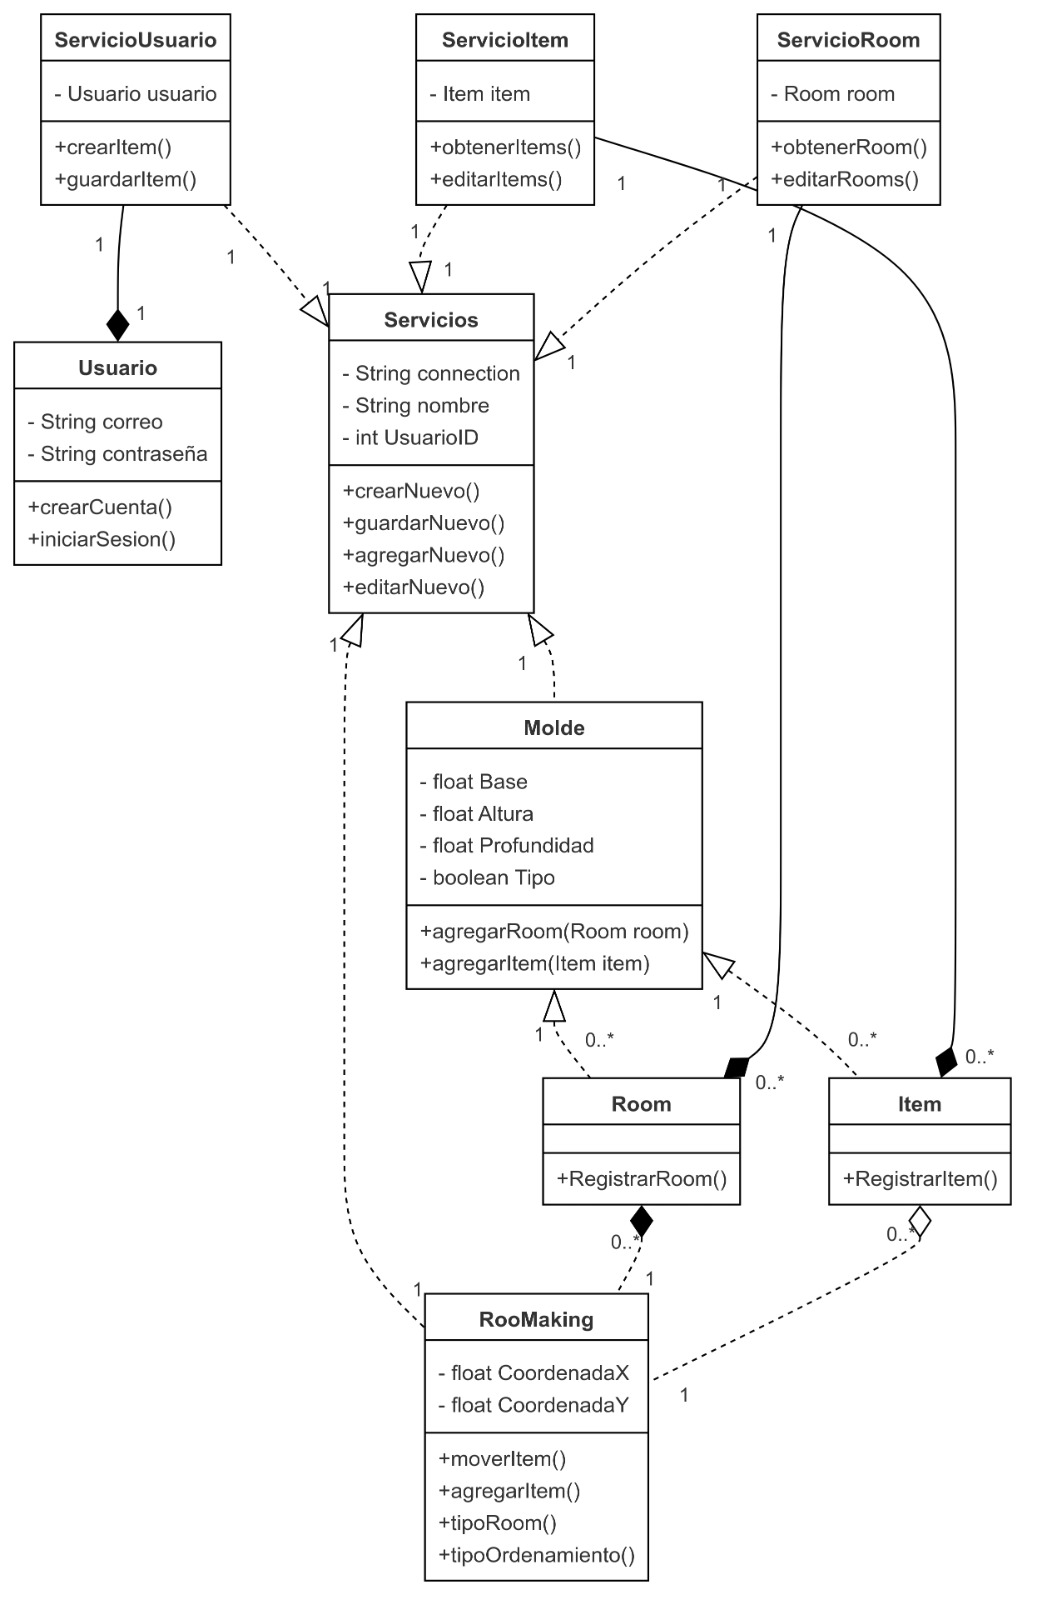 ServicioUsuario
- Usuario usuario
+crearItem()
+guardarItem()
ServicioItem
- Item item
+obtenerItems()
+editarItems()
ServicioRoom
- Room room
+obtenerRoom()
+editarRooms()
1
1
1
1
1
1
1
1
1
1
1
Usuario
- String correo
- String contraseña
+crearCuenta()
+iniciarSesion()
Servicios
- String connection
- String nombre
- int UsuarioID
+crearNuevo()
+guardarNuevo()
+agregarNuevo()
+editarNuevo()
1
1
Molde
- float Base
- float Altura
- float Profundidad
- boolean Tipo
+agregarRoom(Room room)
+agregarItem(Item item)
1
0..*
1
0..*
0..*
0..*
Room
+RegistrarRoom()
Item
+RegistrarItem()
0..*
1
0..*
1
1
RooMaking
- float CoordenadaX
- float CoordenadaY
+moverItem()
+agregarItem()
+tipoRoom()
+tipoOrdenamiento()